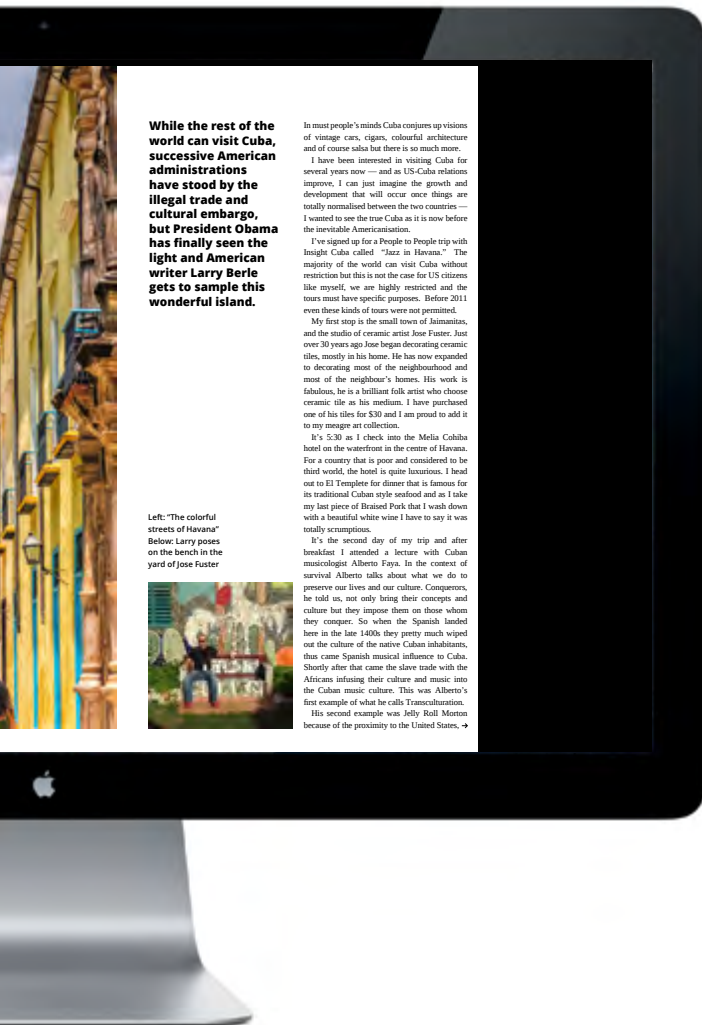 While the rest of the
world can visit Cuba,
successive American
administrations
have stood by the
illegal trade and
cultural embargo,
but President Obama
has finally seen the
light and American
writer Larry Berle
gets to sample this
wonderful island.
Left: “The colorful
streets of Havana”
Below: Larry poses
on the bench in the
yard of Jose Fuster
In must people’s minds Cuba conjures up visions
of vintage cars, cigars, colourful architecture
and of course salsa but there is so much more.
I have been interested in visiting Cuba for
several years now — and as US-Cuba relations
improve, I can just imagine the growth and
development that will occur once things are
totally normalised between the two countries —
I wanted to see the true Cuba as it is now before
the inevitable Americanisation.
I’ve signed up for a People to People trip with
Insight Cuba called “Jazz in Havana.” The
majority of the world can visit Cuba without
restriction but this is not the case for US citizens
like myself, we are highly restricted and the
tours must have specific purposes. Before 2011
even these kinds of tours were not permitted.
My first stop is the small town of Jaimanitas,
and the studio of ceramic artist Jose Fuster. Just
over 30 years ago Jose began decorating ceramic
tiles, mostly in his home. He has now expanded
to decorating most of the neighbourhood and
most of the neighbour’s homes. His work is
fabulous, he is a brilliant folk artist who choose
ceramic tile as his medium. I have purchased
one of his tiles for $30 and I am proud to add it
to my meagre art collection.
It’s 5:30 as I check into the Melia Cohiba
hotel on the waterfront in the centre of Havana.
For a country that is poor and considered to be
third world, the hotel is quite luxurious. I head
out to El Templete for dinner that is famous for
its traditional Cuban style seafood and as I take
my last piece of Braised Pork that I wash down
with a beautiful white wine I have to say it was
totally scrumptious.
It’s the second day of my trip and after
breakfast I attended a lecture with Cuban
musicologist Alberto Faya. In the context of
survival Alberto talks about what we do to
preserve our lives and our culture. Conquerors,
he told us, not only bring their concepts and
culture but they impose them on those whom
they conquer. So when the Spanish landed
here in the late 1400s they pretty much wiped
out the culture of the native Cuban inhabitants,
thus came Spanish musical influence to Cuba.
Shortly after that came the slave trade with the
Africans infusing their culture and music into
the Cuban music culture. This was Alberto’s
first example of what he calls Transculturation.
His second example was Jelly Roll Morton
because of the proximity to the United States, →